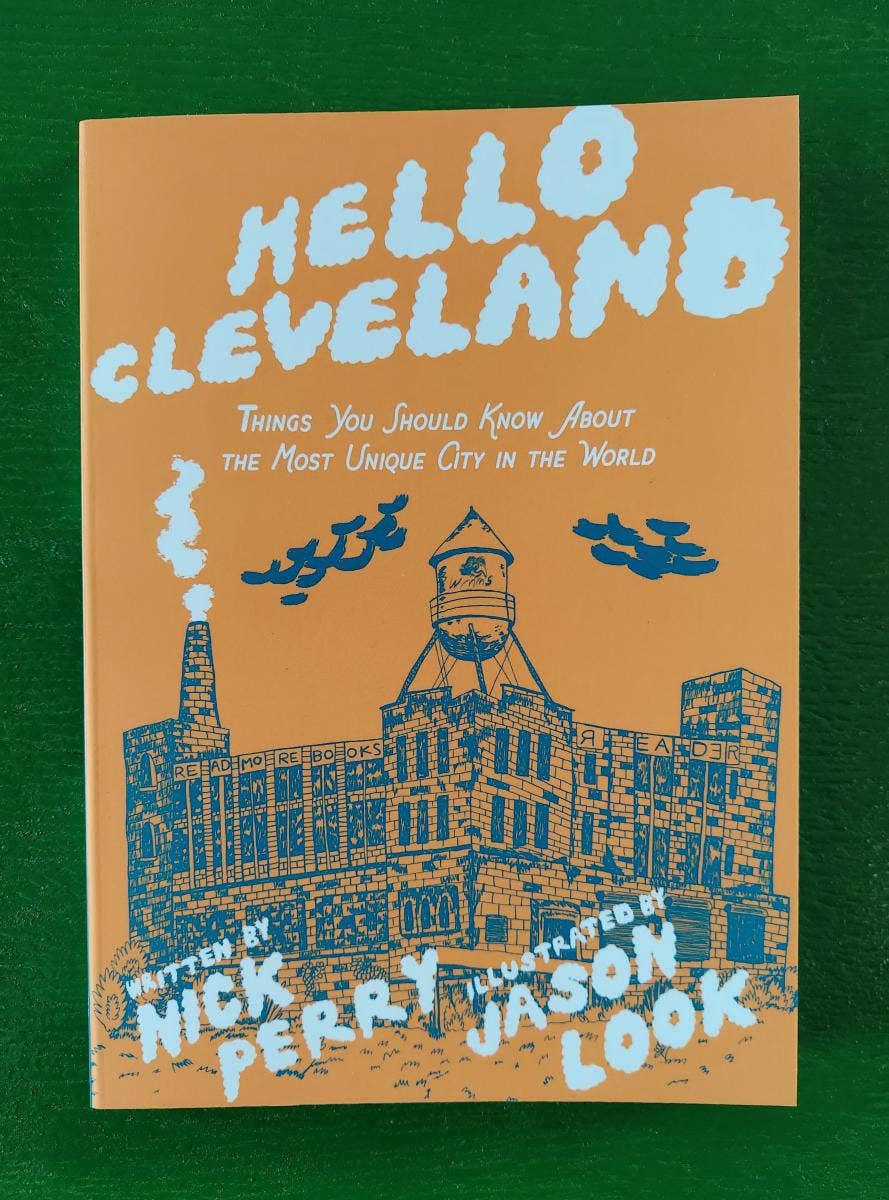 HELLO
CLEVELAND
THINGS YOU SHOULD KNOW ABOUT
THE MOST UNIQUE CITY IN THE WORLD
READ MORE BOOKS
ЯEADƎR
WRITTEN BY
NICK
PERRY
ILLUSTRATED BY
JASON
LOOK